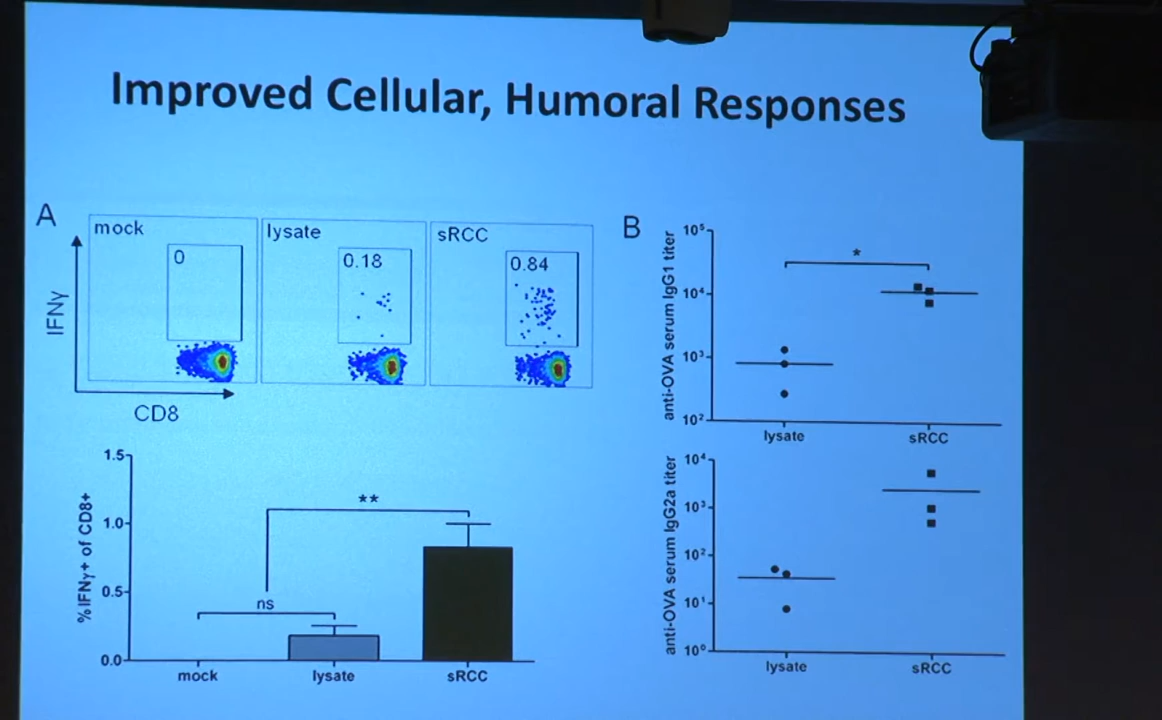 Improved Cellular, Humoral Responses
A
mock
lysate
sRCC
0
0.18
0.84
IFNγ
CD8
1.5
1.0
0.5
0.0
%IFNγ+ of CD8+
**
ns
mock
lysate
sRCC
B
anti-OVA serum IgG1 titer
10⁵
10⁴
10³
10²
*
lysate
sRCC
anti-OVA serum IgG2a titer
10⁴
10³
10²
10¹
10⁰
lysate
sRCC